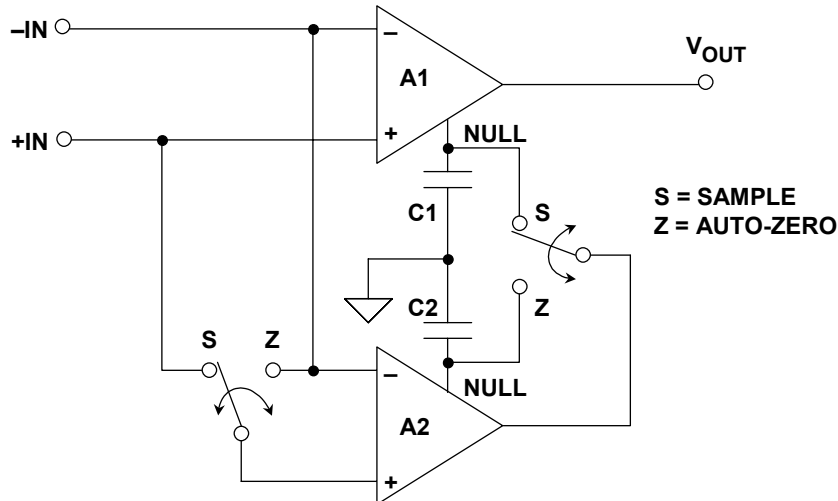 –IN
–
A1
VOUT
+IN
+
NULL
C1
S
S = SAMPLE
Z = AUTO-ZERO
C2
Z
S
Z
–
NULL
A2
+